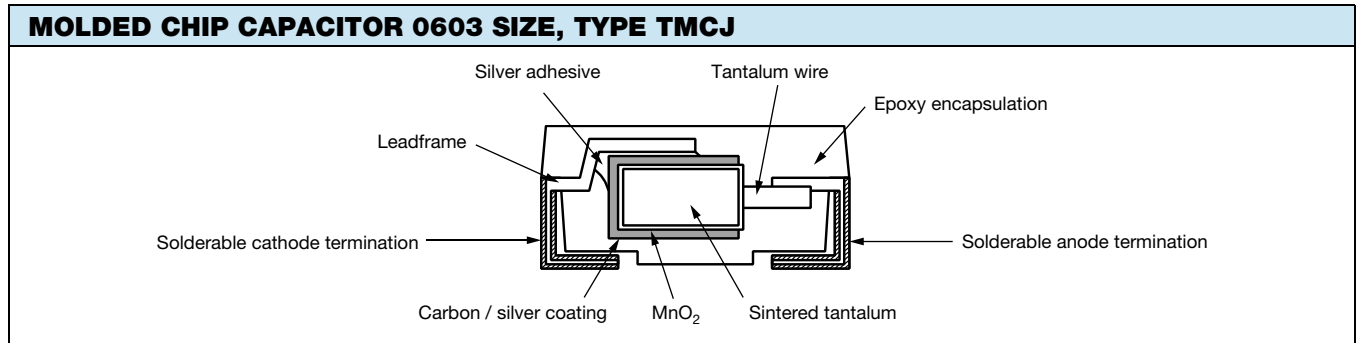 MOLDED CHIP CAPACITOR 0603 SIZE, TYPE TMCJ
Silver adhesive
Tantalum wire
Epoxy encapsulation
Leadframe
Solderable cathode termination
Solderable anode termination
Carbon / silver coating
MnO₂
Sintered tantalum